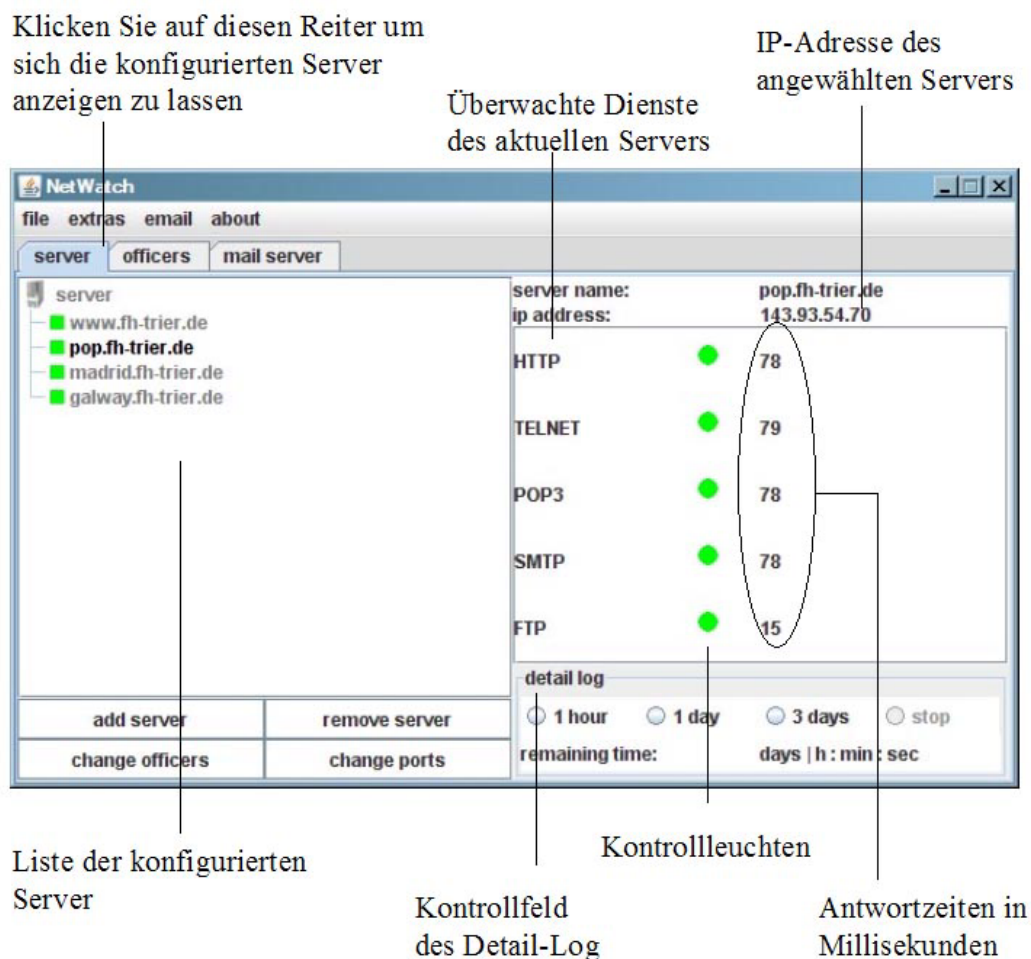 Klicken Sie auf diesen Reiter um
sich die konfigurierten Server
anzeigen zu lassen
IP-Adresse des
angewählten Servers
Überwachte Dienste
des aktuellen Servers
NetWatch
file extras email about
server officers mail server
server
www.fh-trier.de
pop.fh-trier.de
madrid.fh-trier.de
galway.fh-trier.de
server name: pop.fh-trier.de
ip address: 143.93.54.70
HTTP 78
TELNET 79
POP3 78
SMTP 78
FTP 15
detail log
1 hour 1 day 3 days stop
remaining time: days | h : min : sec
add server remove server
change officers change ports
Liste der konfigurierten
Server
Kontrollfeld
des Detail-Log
Kontrollleuchten
Antwortzeiten in
Millisekunden